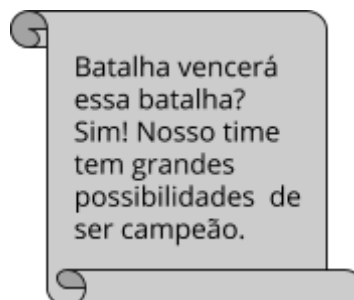 Batalha vencerá
essa batalha?
Sim! Nosso time
tem grandes
possibilidades  de
ser campeão.